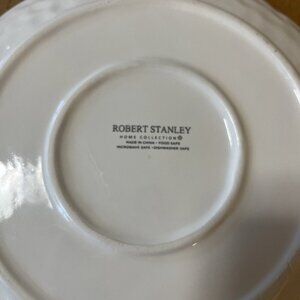 ROBERT STANLEY
HOME COLLECTION®
MADE IN CHINA • FOOD SAFE
MICROWAVE SAFE • DISHWASHER SAFE